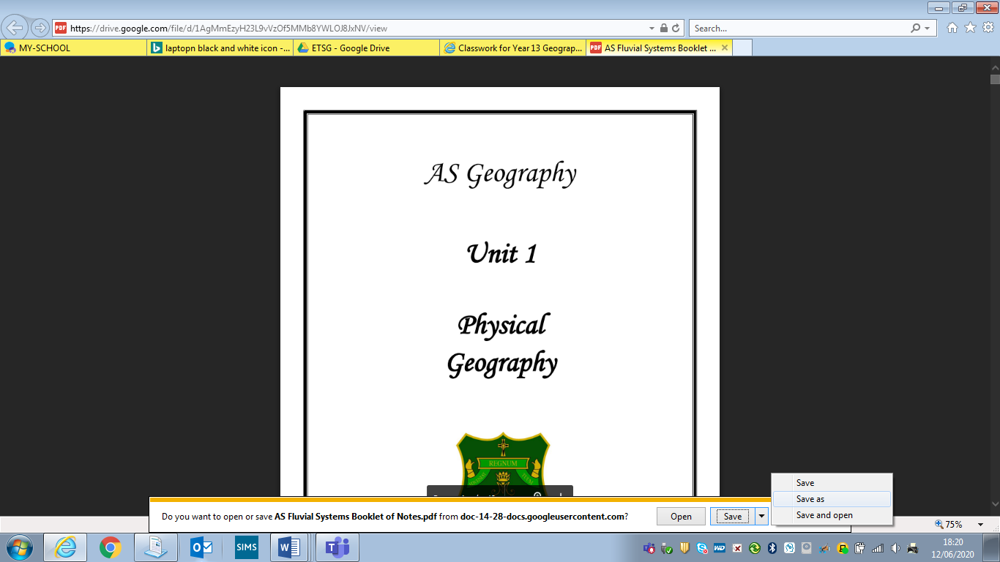 https://drive.google.com/file/d/1AgMmEzyH23L9vVzOf5MMb8YWLOJ8JxNV/view
Search...
MY-SCHOOL
laptopn black and white icon -...
ETSG - Google Drive
Classwork for Year 13 Geograp...
PDF
AS Fluvial Systems Booklet ...
AS Geography
Unit 1
Physical
Geography
REGNUM
Save
Save as
Save and open
Do you want to open or save AS Fluvial Systems Booklet of Notes.pdf from doc-14-28-docs.googleusercontent.com?
Open
Save
75%
SIMS
18:20
12/06/2020